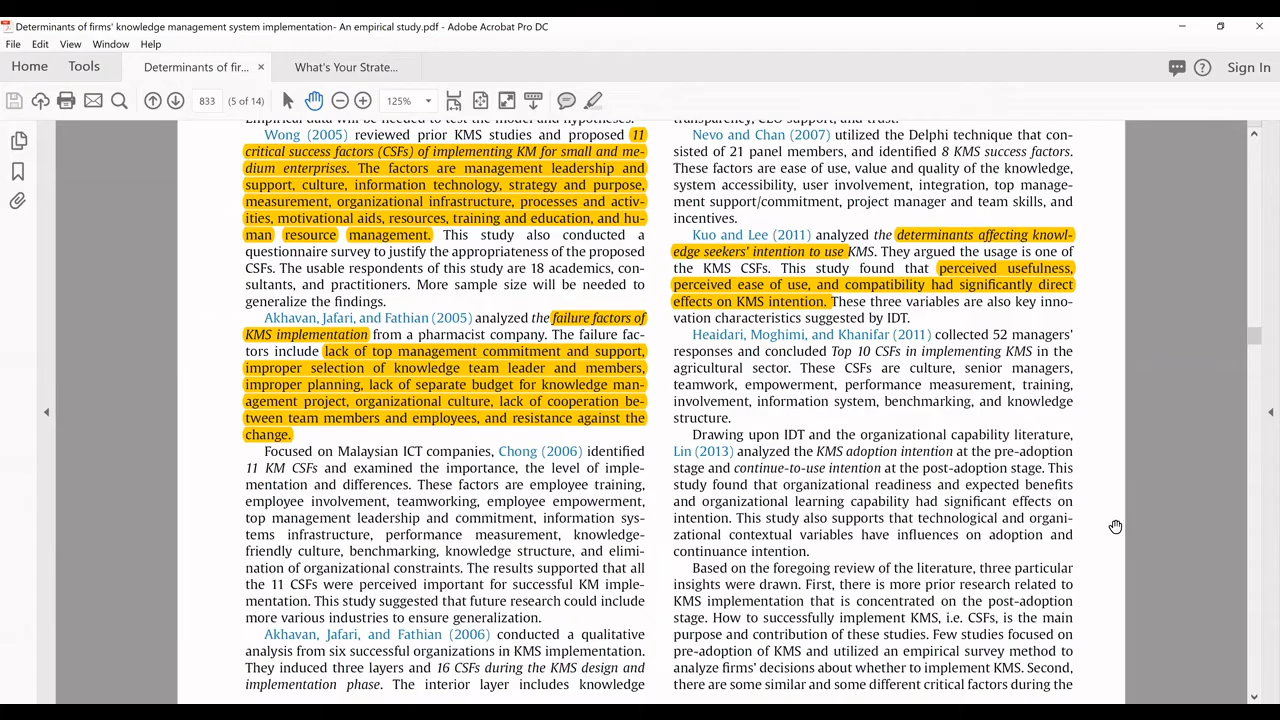 Determinants of firms' knowledge management system implementation- An empirical study.pdf - Adobe Acrobat Pro DC
File Edit View Window Help
Home Tools Determinants of fir... × What's Your Strate... Sign In
833 (5 of 14) 125%
Empirical data will be needed to test the model and hypotheses.
Wong (2005) reviewed prior KMS studies and proposed 11
critical success factors (CSFs) of implementing KM for small and me-
dium enterprises. The factors are management leadership and
support, culture, information technology, strategy and purpose,
measurement, organizational infrastructure, processes and activ-
ities, motivational aids, resources, training and education, and hu-
man resource management. This study also conducted a
questionnaire survey to justify the appropriateness of the proposed
CSFs. The usable respondents of this study are 18 academics, con-
sultants, and practitioners. More sample size will be needed to
generalize the findings.
Akhavan, Jafari, and Fathian (2005) analyzed the failure factors of
KMS implementation from a pharmacist company. The failure fac-
tors include lack of top management commitment and support,
improper selection of knowledge team leader and members,
improper planning, lack of separate budget for knowledge man-
agement project, organizational culture, lack of cooperation be-
tween team members and employees, and resistance against the
change.
Focused on Malaysian ICT companies, Chong (2006) identified
11 KM CSFs and examined the importance, the level of imple-
mentation and differences. These factors are employee training,
employee involvement, teamworking, employee empowerment,
top management leadership and commitment, information sys-
tems infrastructure, performance measurement, knowledge-
friendly culture, benchmarking, knowledge structure, and elimi-
nation of organizational constraints. The results supported that all
the 11 CSFs were perceived important for successful KM imple-
mentation. This study suggested that future research could include
more various industries to ensure generalization.
Akhavan, Jafari, and Fathian (2006) conducted a qualitative
analysis from six successful organizations in KMS implementation.
They induced three layers and 16 CSFs during the KMS design and
implementation phase. The interior layer includes knowledge
transparency, CEO support, and trust.
Nevo and Chan (2007) utilized the Delphi technique that con-
sisted of 21 panel members, and identified 8 KMS success factors.
These factors are ease of use, value and quality of the knowledge,
system accessibility, user involvement, integration, top manage-
ment support/commitment, project manager and team skills, and
incentives.
Kuo and Lee (2011) analyzed the determinants affecting knowl-
edge seekers' intention to use KMS. They argued the usage is one of
the KMS CSFs. This study found that perceived usefulness,
perceived ease of use, and compatibility had significantly direct
effects on KMS intention. These three variables are also key inno-
vation characteristics suggested by IDT.
Heaidari, Moghimi, and Khanifar (2011) collected 52 managers'
responses and concluded Top 10 CSFs in implementing KMS in the
agricultural sector. These CSFs are culture, senior managers,
teamwork, empowerment, performance measurement, training,
involvement, information system, benchmarking, and knowledge
structure.
Drawing upon IDT and the organizational capability literature,
Lin (2013) analyzed the KMS adoption intention at the pre-adoption
stage and continue-to-use intention at the post-adoption stage. This
study found that organizational readiness and expected benefits
and organizational learning capability had significant effects on
intention. This study also supports that technological and organi-
zational contextual variables have influences on adoption and
continuance intention.
Based on the foregoing review of the literature, three particular
insights were drawn. First, there is more prior research related to
KMS implementation that is concentrated on the post-adoption
stage. How to successfully implement KMS, i.e. CSFs, is the main
purpose and contribution of these studies. Few studies focused on
pre-adoption of KMS and utilized an empirical survey method to
analyze firms' decisions about whether to implement KMS. Second,
there are some similar and some different critical factors during the